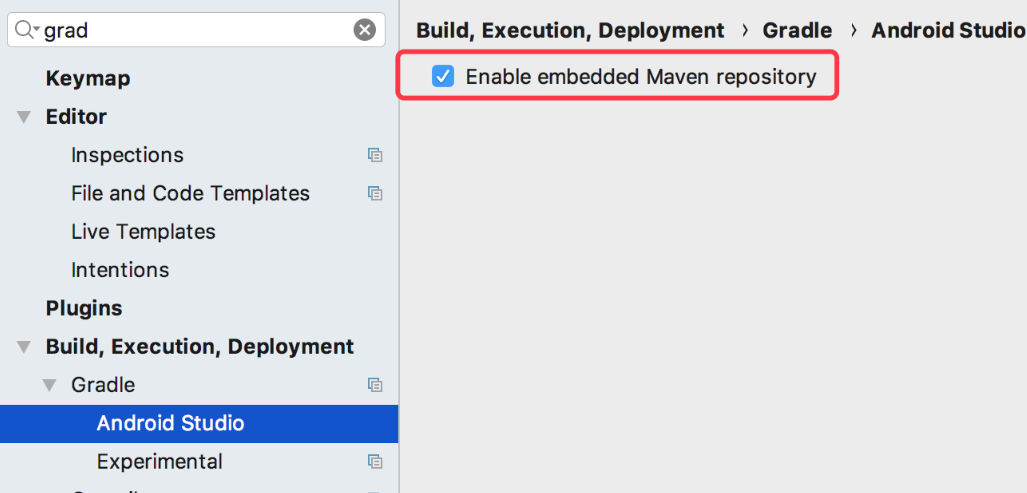 grad
Keymap
Editor
Inspections
File and Code Templates
Live Templates
Intentions
Plugins
Build, Execution, Deployment
Gradle
Android Studio
Experimental
Build, Execution, Deployment › Gradle › Android Studio
Enable embedded Maven repository